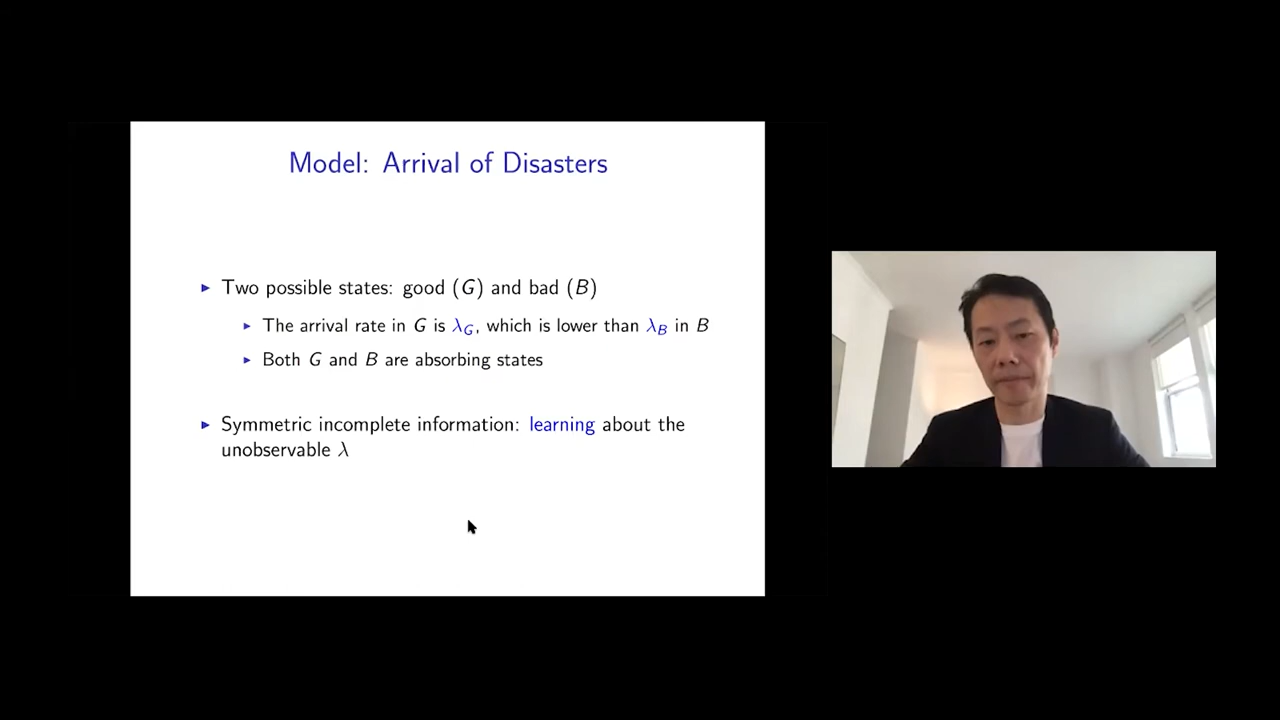 Model: Arrival of Disasters
▶ Two possible states: good (G) and bad (B)
▶ The arrival rate in G is λ_G, which is lower than λ_B in B
▶ Both G and B are absorbing states
▶ Symmetric incomplete information: learning about the
unobservable λ